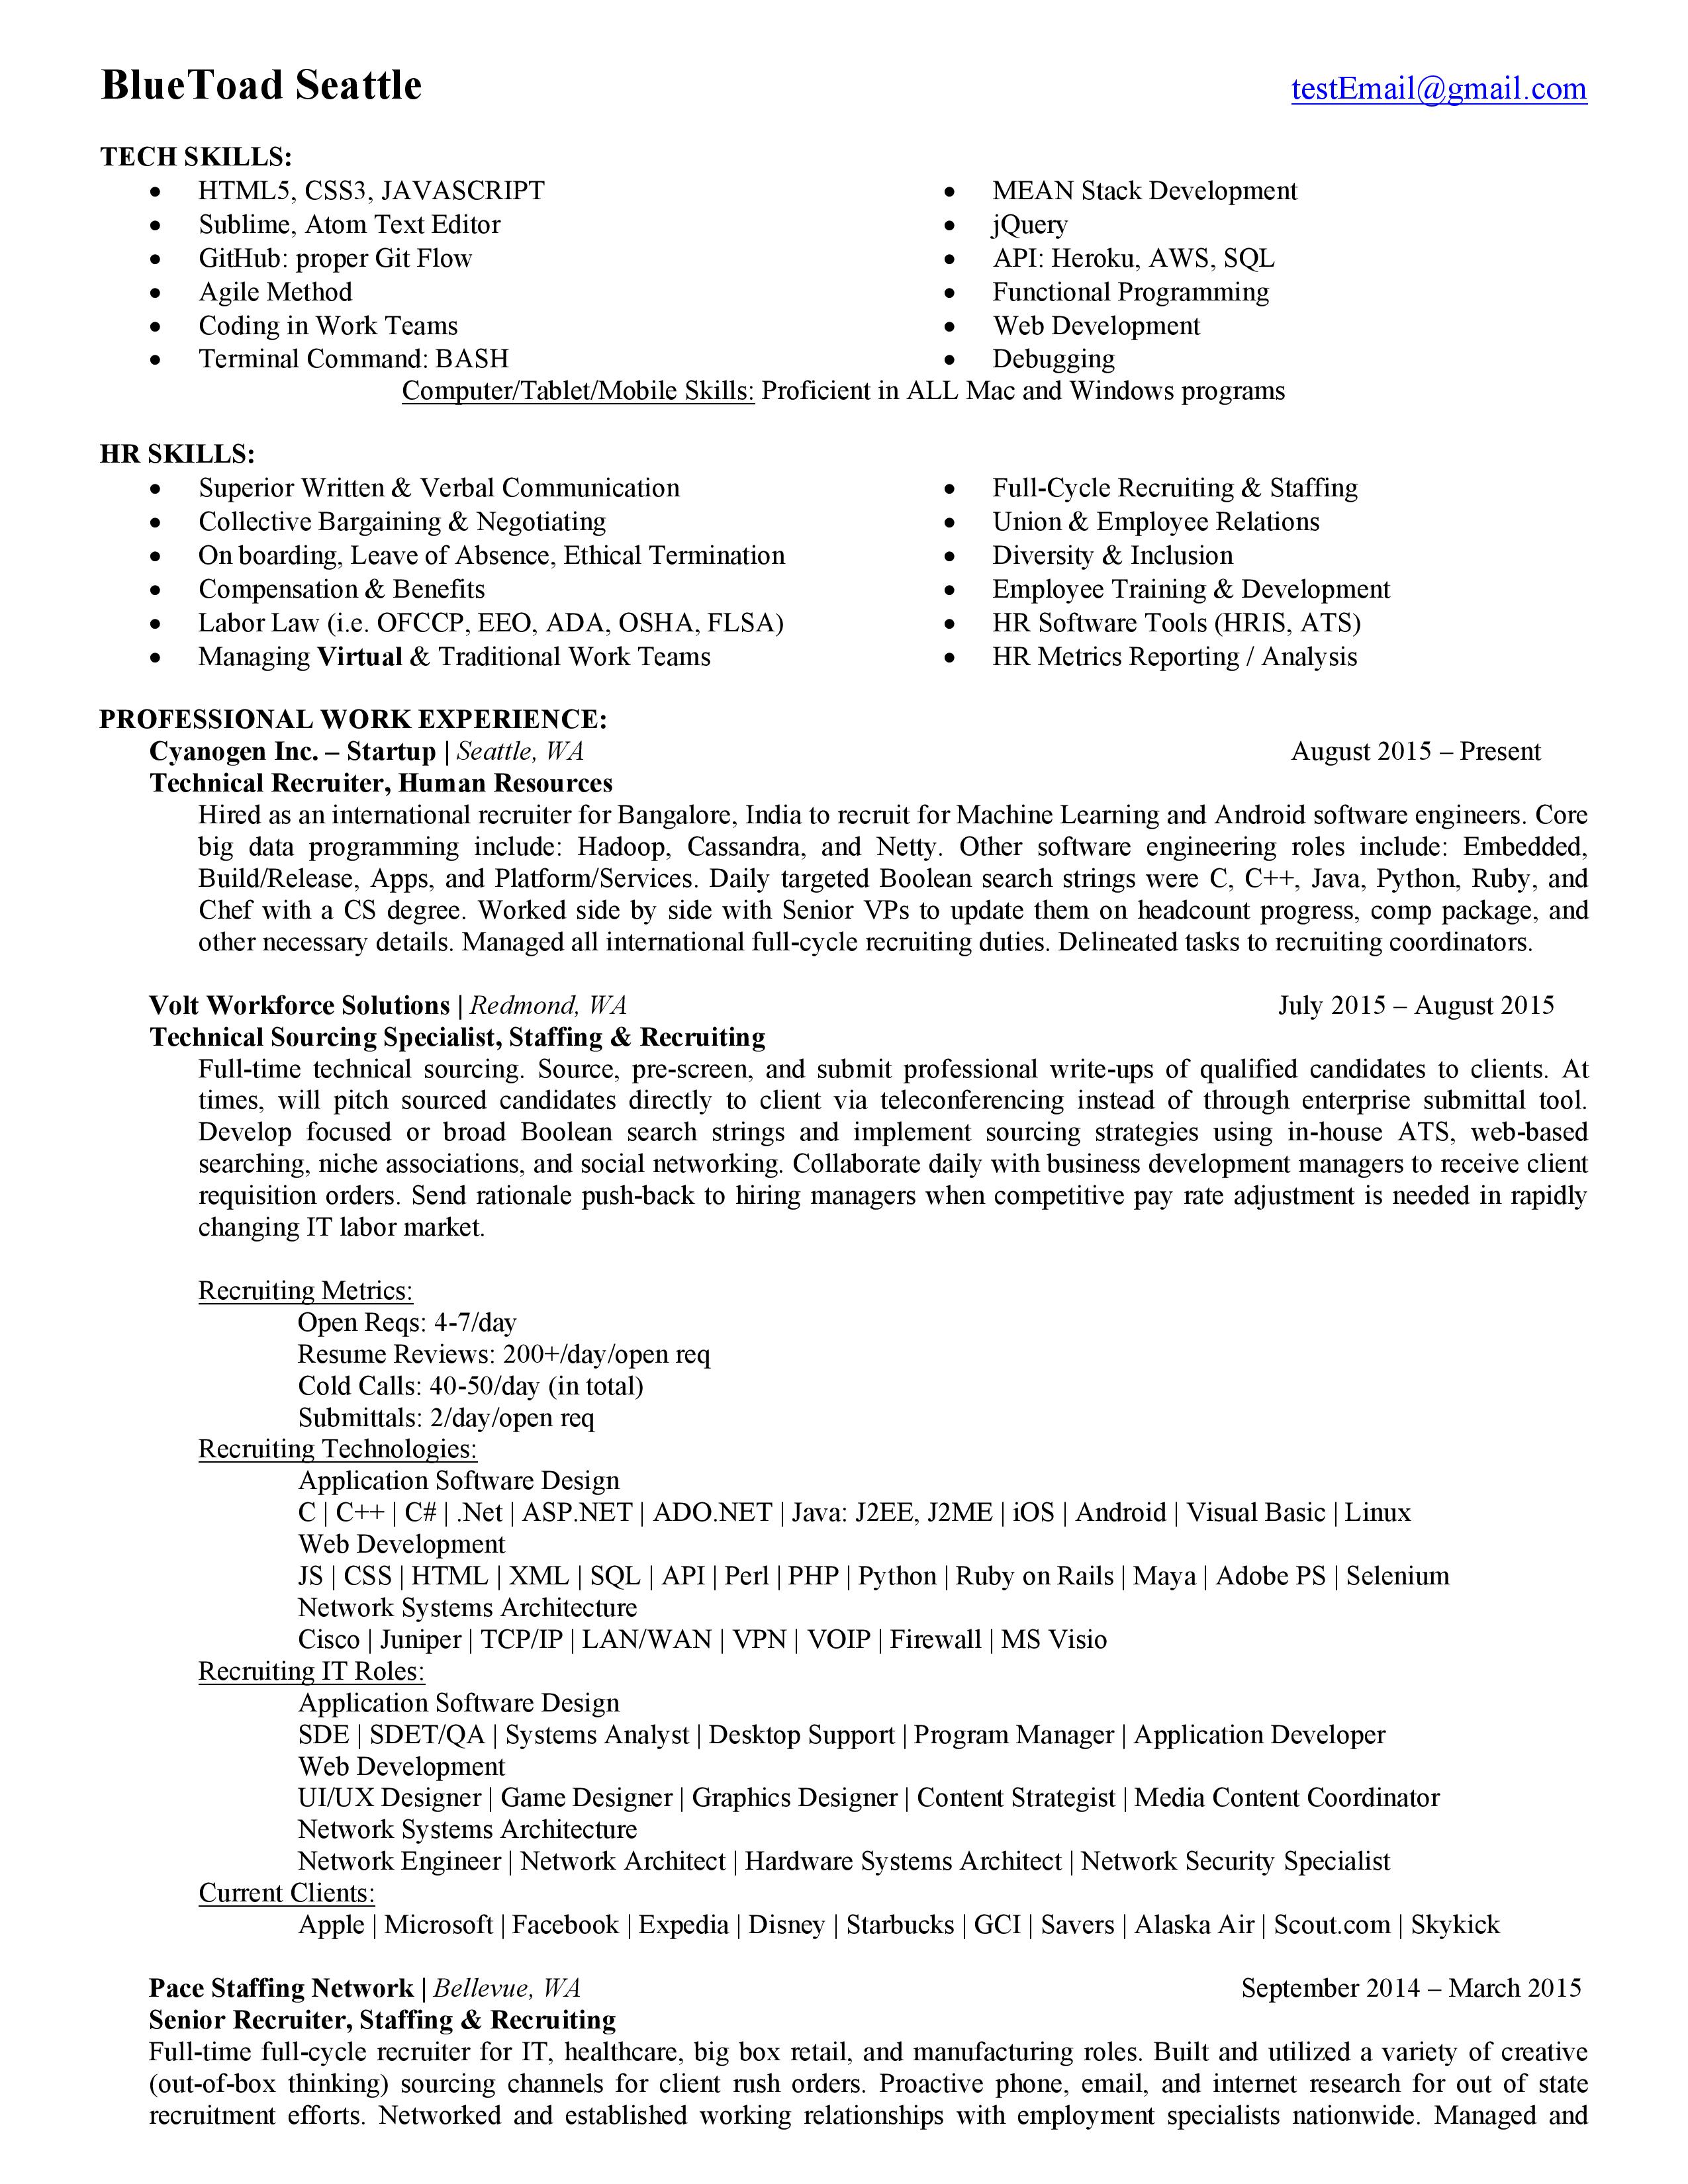 BlueToad Seattle testEmail@gmail.com
TECH SKILLS:
• HTML5, CSS3, JAVASCRIPT
• Sublime, Atom Text Editor
• GitHub: proper Git Flow
• Agile Method
• Coding in Work Teams
• Terminal Command: BASH
• MEAN Stack Development
• jQuery
• API: Heroku, AWS, SQL
• Functional Programming
• Web Development
• Debugging
Computer/Tablet/Mobile Skills: Proficient in ALL Mac and Windows programs
HR SKILLS:
• Superior Written & Verbal Communication
• Collective Bargaining & Negotiating
• On boarding, Leave of Absence, Ethical Termination
• Compensation & Benefits
• Labor Law (i.e. OFCCP, EEO, ADA, OSHA, FLSA)
• Managing Virtual & Traditional Work Teams
• Full-Cycle Recruiting & Staffing
• Union & Employee Relations
• Diversity & Inclusion
• Employee Training & Development
• HR Software Tools (HRIS, ATS)
• HR Metrics Reporting / Analysis
PROFESSIONAL WORK EXPERIENCE:
Cyanogen Inc. – Startup | Seattle, WA August 2015 – Present
Technical Recruiter, Human Resources
Hired as an international recruiter for Bangalore, India to recruit for Machine Learning and Android software engineers. Core
big data programming include: Hadoop, Cassandra, and Netty. Other software engineering roles include: Embedded,
Build/Release, Apps, and Platform/Services. Daily targeted Boolean search strings were C, C++, Java, Python, Ruby, and
Chef with a CS degree. Worked side by side with Senior VPs to update them on headcount progress, comp package, and
other necessary details. Managed all international full-cycle recruiting duties. Delineated tasks to recruiting coordinators.
Volt Workforce Solutions | Redmond, WA July 2015 – August 2015
Technical Sourcing Specialist, Staffing & Recruiting
Full-time technical sourcing. Source, pre-screen, and submit professional write-ups of qualified candidates to clients. At
times, will pitch sourced candidates directly to client via teleconferencing instead of through enterprise submittal tool.
Develop focused or broad Boolean search strings and implement sourcing strategies using in-house ATS, web-based
searching, niche associations, and social networking. Collaborate daily with business development managers to receive client
requisition orders. Send rationale push-back to hiring managers when competitive pay rate adjustment is needed in rapidly
changing IT labor market.
Recruiting Metrics:
Open Reqs: 4-7/day
Resume Reviews: 200+/day/open req
Cold Calls: 40-50/day (in total)
Submittals: 2/day/open req
Recruiting Technologies:
Application Software Design
C | C++ | C# | .Net | ASP.NET | ADO.NET | Java: J2EE, J2ME | iOS | Android | Visual Basic | Linux
Web Development
JS | CSS | HTML | XML | SQL | API | Perl | PHP | Python | Ruby on Rails | Maya | Adobe PS | Selenium
Network Systems Architecture
Cisco | Juniper | TCP/IP | LAN/WAN | VPN | VOIP | Firewall | MS Visio
Recruiting IT Roles:
Application Software Design
SDE | SDET/QA | Systems Analyst | Desktop Support | Program Manager | Application Developer
Web Development
UI/UX Designer | Game Designer | Graphics Designer | Content Strategist | Media Content Coordinator
Network Systems Architecture
Network Engineer | Network Architect | Hardware Systems Architect | Network Security Specialist
Current Clients:
Apple | Microsoft | Facebook | Expedia | Disney | Starbucks | GCI | Savers | Alaska Air | Scout.com | Skykick
Pace Staffing Network | Bellevue, WA September 2014 – March 2015
Senior Recruiter, Staffing & Recruiting
Full-time full-cycle recruiter for IT, healthcare, big box retail, and manufacturing roles. Built and utilized a variety of creative
(out-of-box thinking) sourcing channels for client rush orders. Proactive phone, email, and internet research for out of state
recruitment efforts. Networked and established working relationships with employment specialists nationwide. Managed and